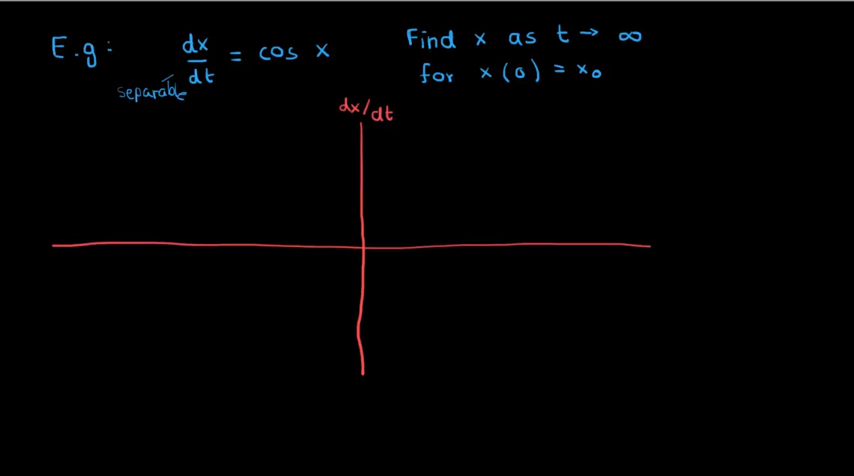 E.g: dx/dt = cos x
separable
Find x as t → ∞
for x(0) = x₀
dx/dt